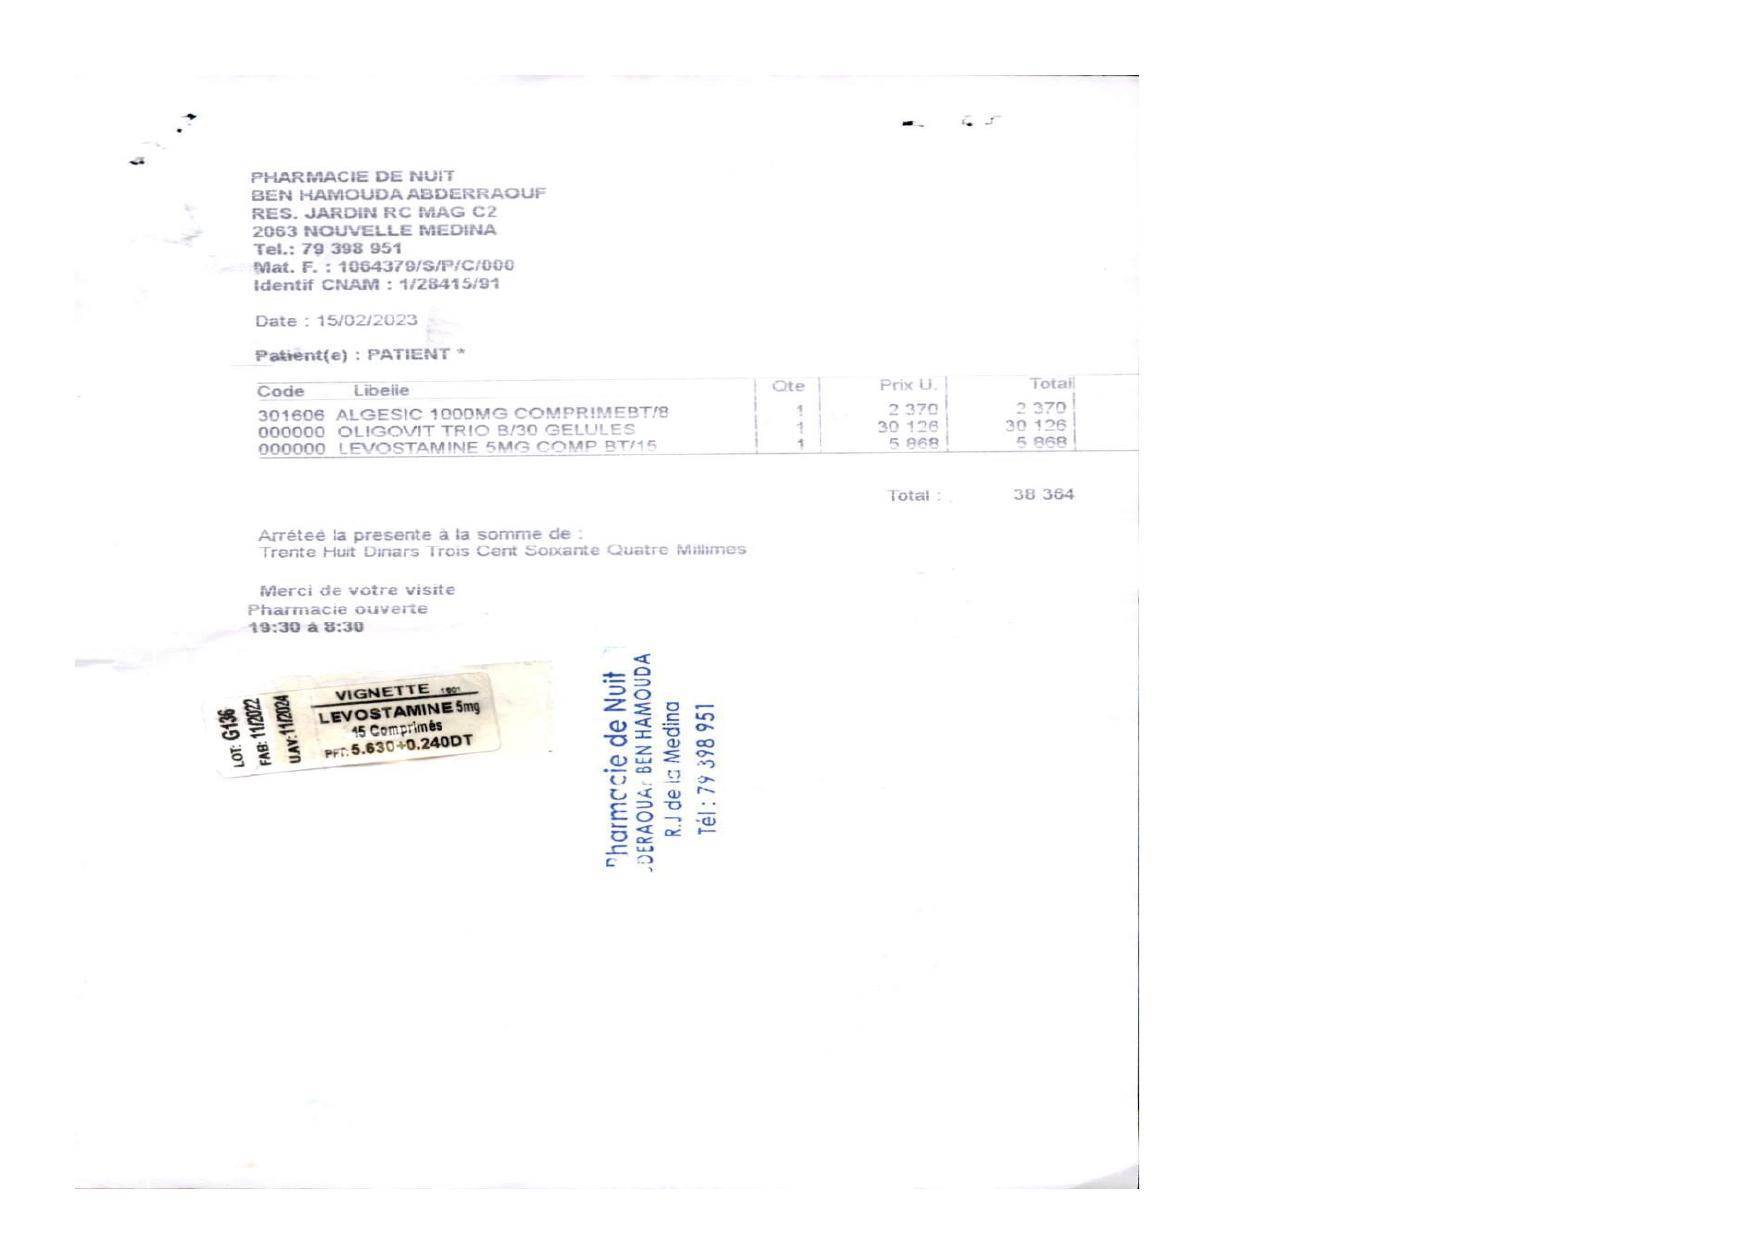 PHARMACIE DE NUIT
BEN HAMOUDA ABDERRAOUF
RES. JARDIN RC MAG C2
2063 NOUVELLE MEDINA
Tel.: 79 398 951
Mat. F. : 1064379/S/P/C/000
Identif CNAM : 1/28415/91
Date : 15/02/2023
Patient(e) : PATIENT *
Code Libelle Qte Prix U. Total
301606 ALGESIC 1000MG COMPRIMEBT/8 1 2 370 2 370
000000 OLIGOVIT TRIO B/30 GELULES 1 30 126 30 126
000000 LEVOSTAMINE 5MG COMP BT/15 1 5 868 5 868
Total : 38 364
Arréteé la presente à la somme de :
Trente Huit Dinars Trois Cent Soixante Quatre Millimes
Merci de votre visite
Pharmacie ouverte
19:30 à 8:30
LOT: G136
FAB: 11/2022
UAV: 11/2024
VIGNETTE
LEVOSTAMINE 5mg
15 Comprimés
PPT: 5.630+0.240DT
Pharmacie de Nuit
BEN HAMOUDA
R.J de la Medina
Tél : 79 398 951